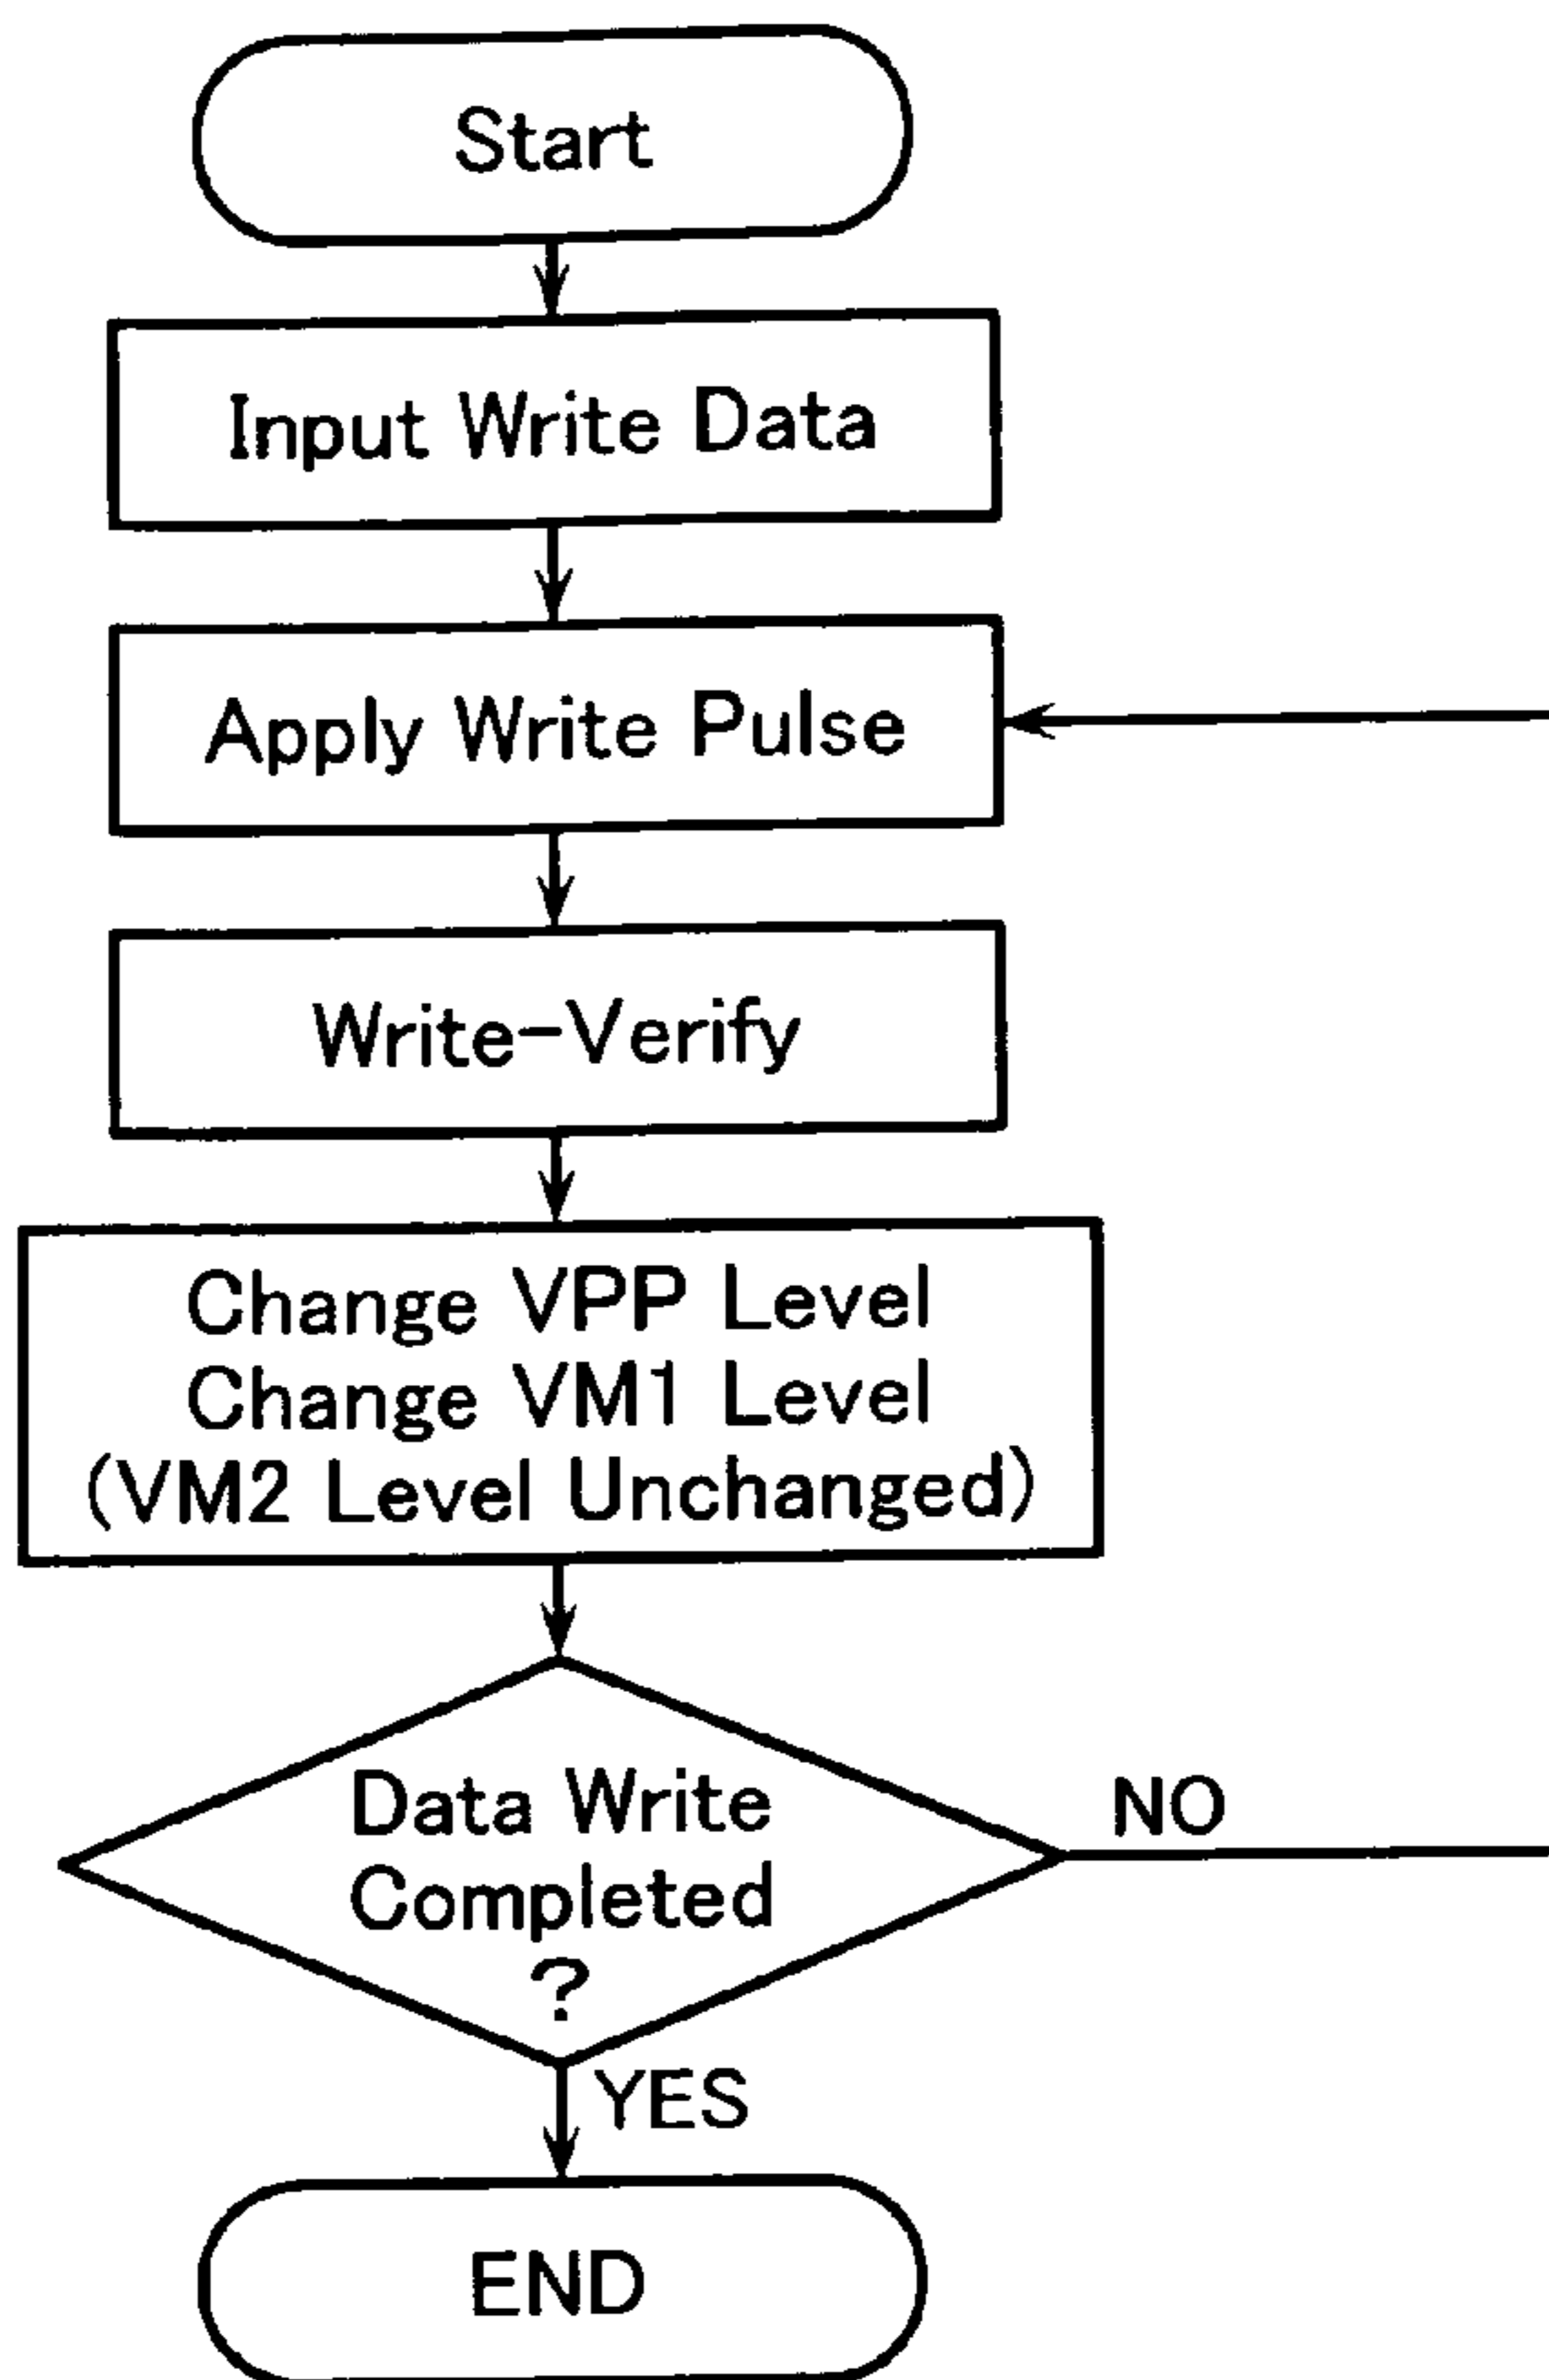 Start
Input Write Data
Apply Write Pulse
Write-Verify
Change VPP Level
Change VM1 Level
(VM2 Level Unchanged)
Data Write
Completed
?
NO
YES
END